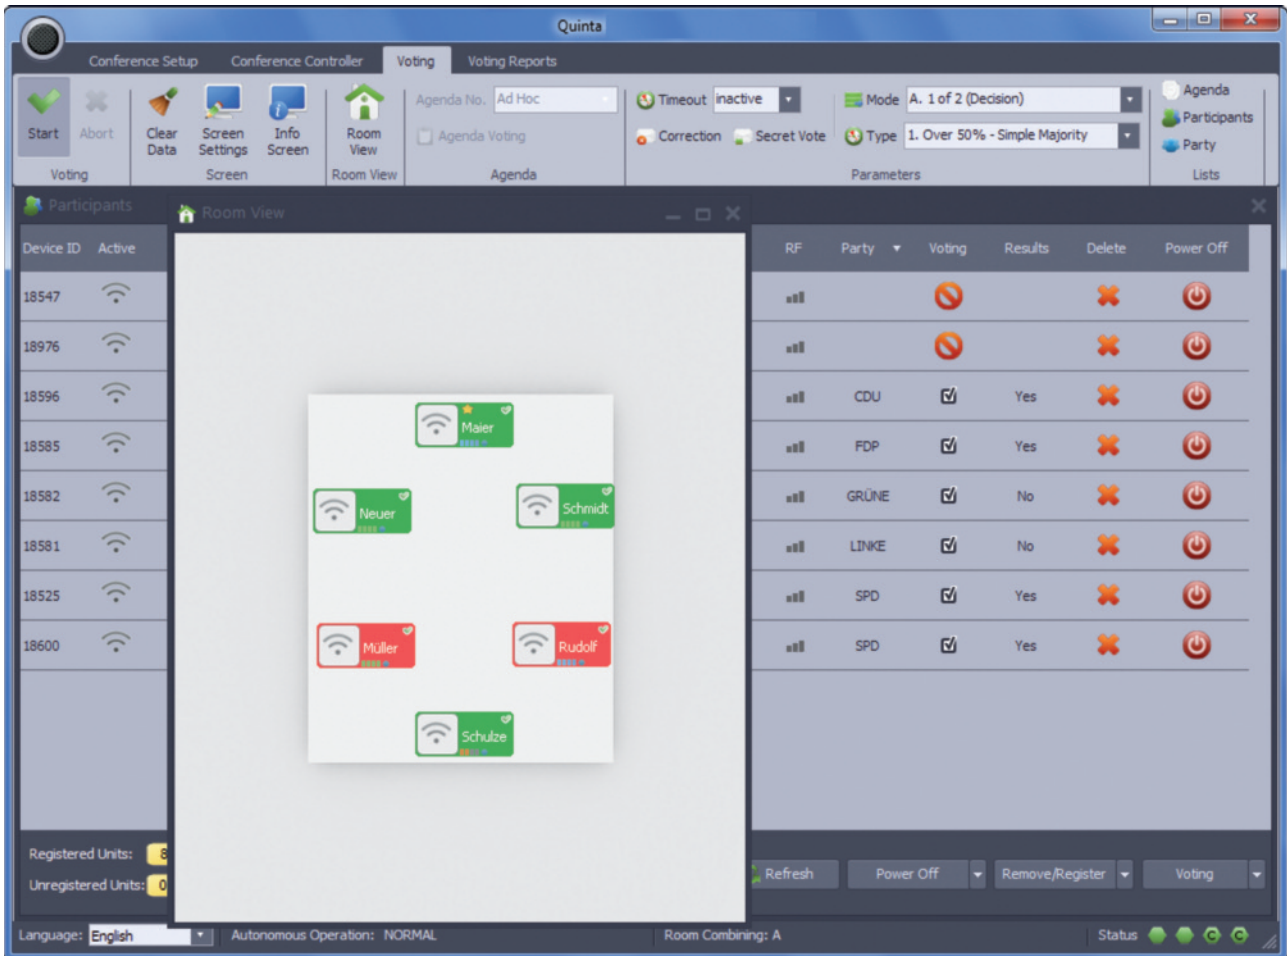 Quinta
Conference Setup Conference Controller Voting Voting Reports
Start Abort Clear Data Screen Settings Info Screen Room View
Agenda No. Ad Hoc
Agenda Voting
Timeout inactive
Correction Secret Vote
Mode A. 1 of 2 (Decision)
Type 1. Over 50% - Simple Majority
Agenda
Participants
Party
Voting Screen Room View Agenda Parameters Lists
Participants
Room View
Device ID Active RF Party Voting Results Delete Power Off
18547
18976
18596 CDU Yes
18585 FDP Yes
18582 GRÜNE No
18581 LINKE No
18525 SPD Yes
18600 SPD Yes
Maier
Neuer Schmidt
Müller Rudolf
Schulze
Registered Units: 8
Unregistered Units: 0
Refresh Power Off Remove/Register Voting
Language: English Autonomous Operation: NORMAL Room Combining: A Status C C